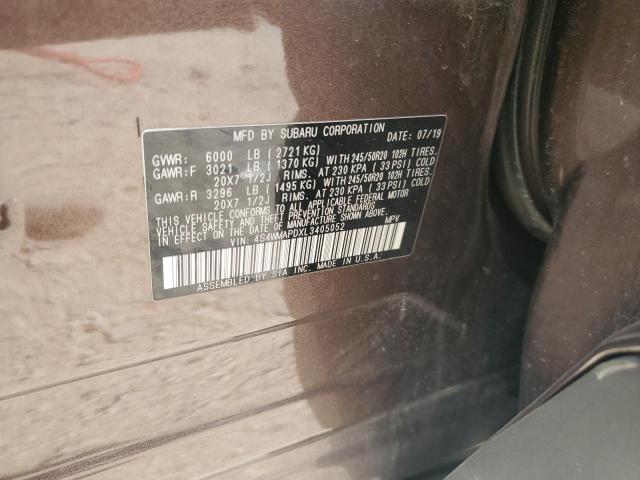 MFD BY SUBARU CORPORATION DATE: 07/19
GVWR: 6000 LB (2721 KG)
GAWR:F 3021 LB (1370 KG) WITH 245/50R20 102H TIRES.
20X7 1/2J RIMS. AT 230 KPA (33 PSI) COLD
GAWR:R 3296 LB (1495 KG) WITH 245/50R20 102H TIRES.
20X7 1/2J RIMS. AT 230 KPA (33 PSI) COLD
THIS VEHICLE CONFORMS TO ALL APPLICABLE FEDERAL MOTOR
VEHICLE SAFETY AND THEFT PREVENTION STANDARDS IN
EFFECT ON THE DATE OF MANUFACTURE SHOWN ABOVE.
VIN: 4S4WMAPDXL3405052 MPV
ASSEMBLED BY SIA INC. MADE IN U.S.A.